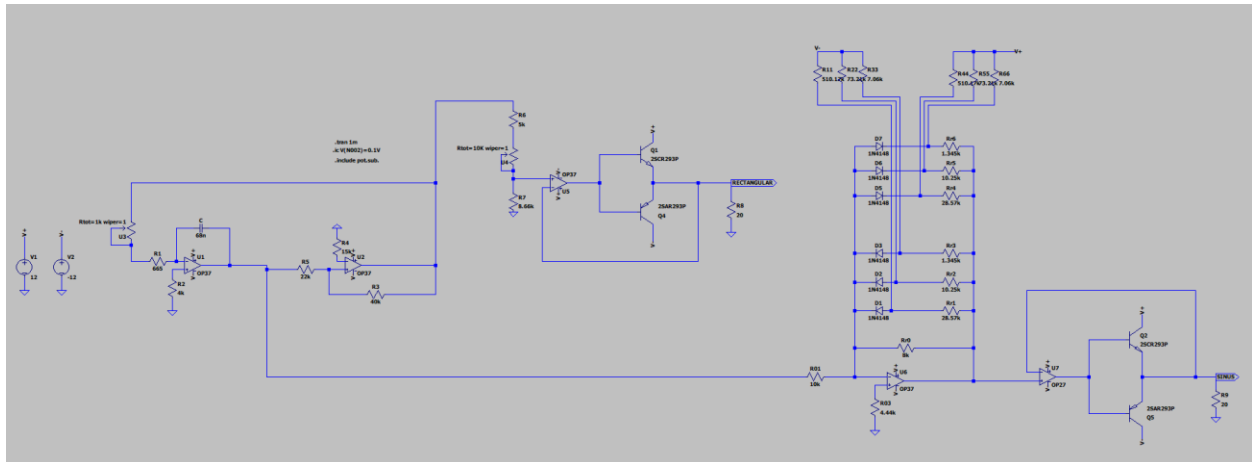 V-
V+
R11
510.12k
R22
73.21k
R33
7.06k
R44
510.17k
R55
73.21k
R66
7.06k
.tran 1m
.ic V(N002)=0.1V
.include pot.sub.
R6
5k
Rtot=10K wiper=1
U4
R7
8.66k
V+
Q1
2SCR293P
OP37
U5
V+
V-
2SAR293P
Q4
V-
RECTANGULAR
R8
20
D7
1N4148
Rr6
1.345k
D6
1N4148
Rr5
10.25k
D5
1N4148
Rr4
28.57k
D3
1N4148
Rr3
1.345k
D2
1N4148
Rr2
10.25k
D1
1N4148
Rr1
28.57k
Rr0
8k
Rtot=1k wiper=1
U3
V+
V1
12
V-
V2
-12
R1
665
C
68n
U1
OP37
V+
V-
R2
4k
R4
15k
R5
22k
U2
OP37
V+
V-
R3
40k
R01
10k
U6
OP37
V+
V-
R03
4.44k
U7
OP27
V+
V-
V+
Q2
2SCR293P
2SAR293P
Q5
V-
SINUS
R9
20